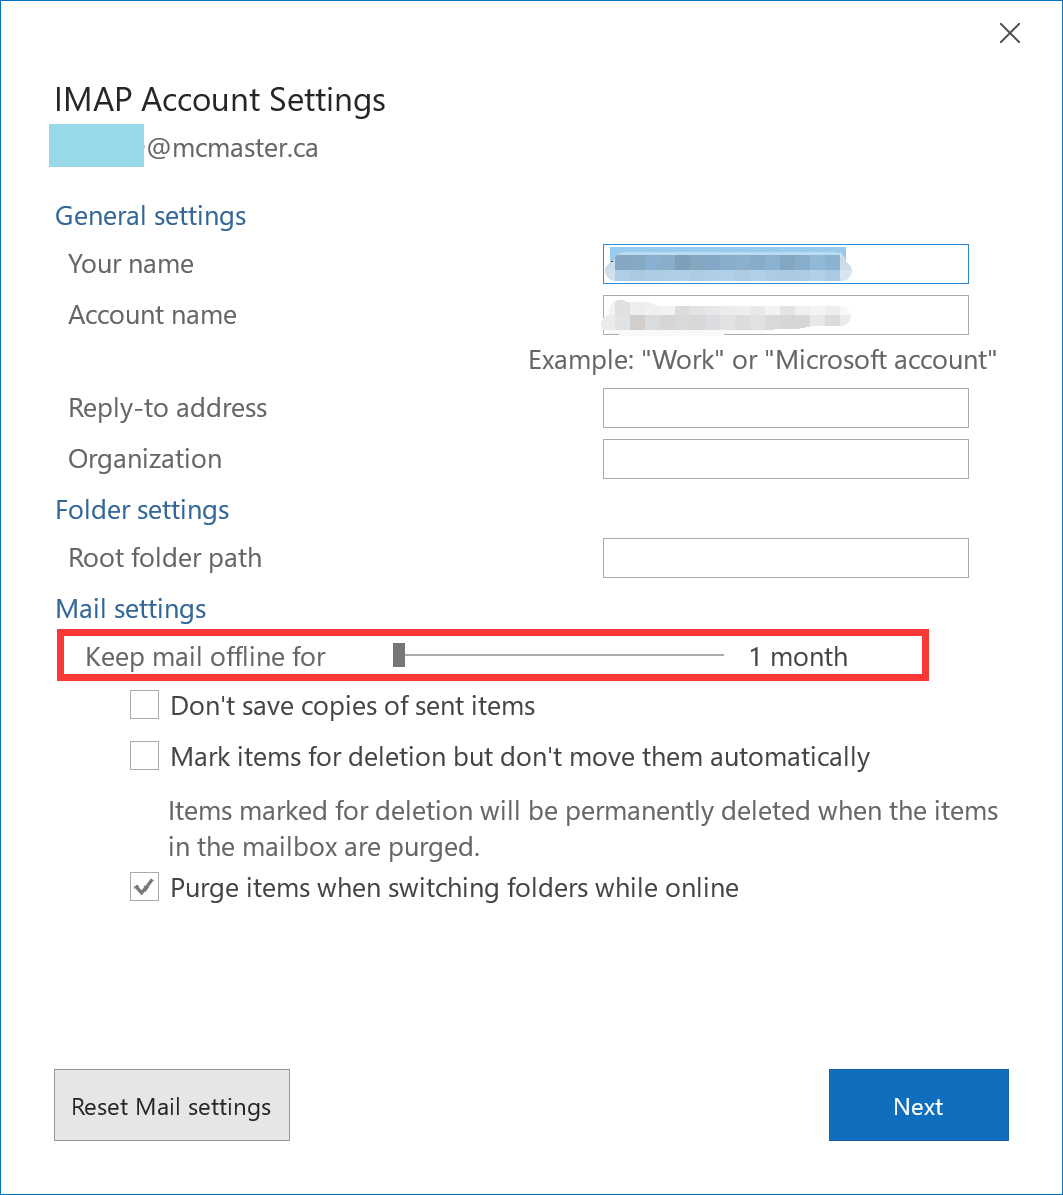 IMAP Account Settings
@mcmaster.ca
General settings
Your name
Account name
Example: "Work" or "Microsoft account"
Reply-to address
Organization
Folder settings
Root folder path
Mail settings
Keep mail offline for 1 month
Don't save copies of sent items
Mark items for deletion but don't move them automatically
Items marked for deletion will be permanently deleted when the items
in the mailbox are purged.
Purge items when switching folders while online
Reset Mail settings Next